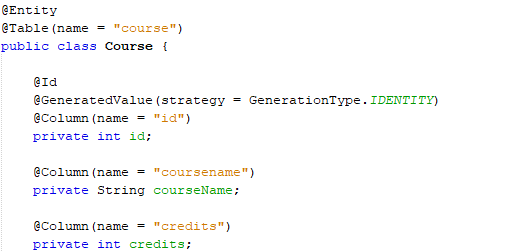 @Entity
@Table(name = "course")
public class Course {
@Id
@GeneratedValue(strategy = GenerationType.IDENTITY)
@Column(name = "id")
private int id;
@Column(name = "coursename")
private String courseName;
@Column(name = "credits")
private int credits;